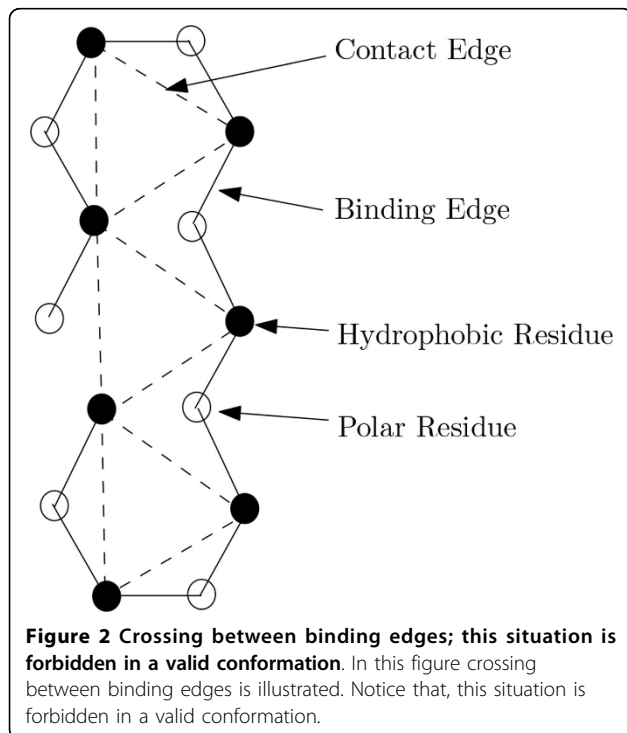 Contact Edge
Binding Edge
Hydrophobic Residue
Polar Residue
Figure 2 Crossing between binding edges; this situation is
forbidden in a valid conformation. In this figure crossing
between binding edges is illustrated. Notice that, this situation is
forbidden in a valid conformation.